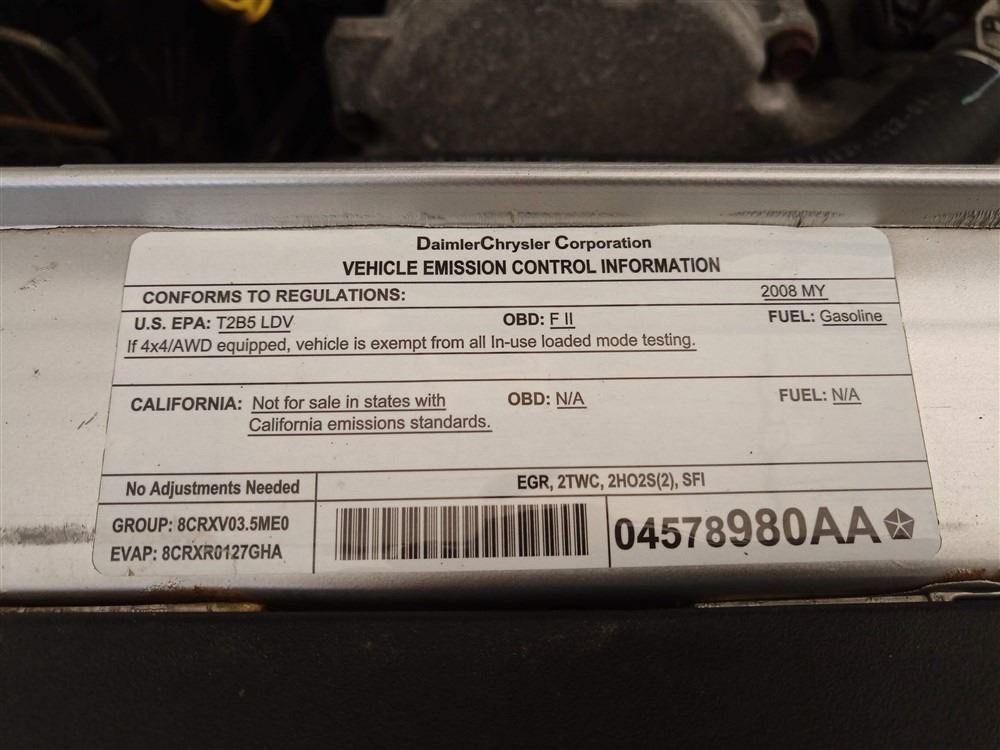 DaimlerChrysler Corporation
VEHICLE EMISSION CONTROL INFORMATION
CONFORMS TO REGULATIONS: 2008 MY
U.S. EPA: T2B5 LDV OBD: F II FUEL: Gasoline
If 4x4/AWD equipped, vehicle is exempt from all In-use loaded mode testing.
CALIFORNIA: Not for sale in states with OBD: N/A FUEL: N/A
California emissions standards.
No Adjustments Needed EGR, 2TWC, 2HO2S(2), SFI
GROUP: 8CRXV03.5ME0
EVAP: 8CRXR0127GHA
04578980AA